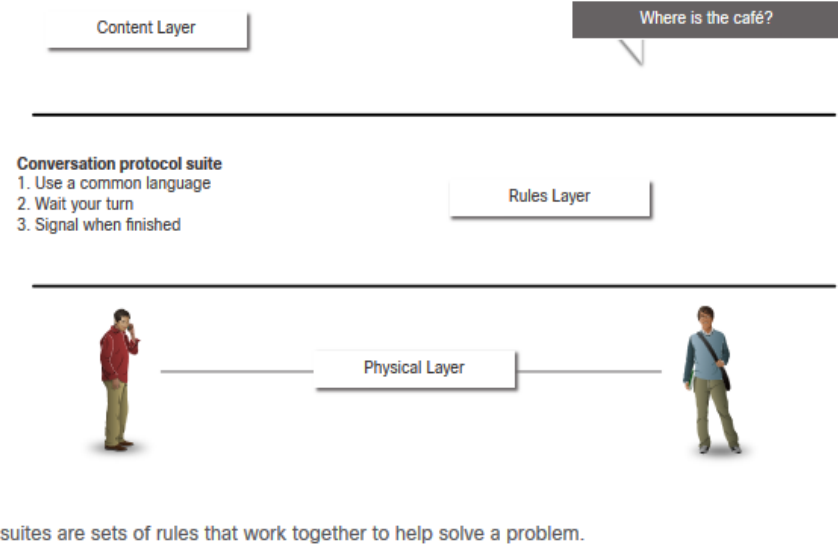 Content Layer
Where is the café?
Conversation protocol suite
1. Use a common language
2. Wait your turn
3. Signal when finished
Rules Layer
Physical Layer
suites are sets of rules that work together to help solve a problem.